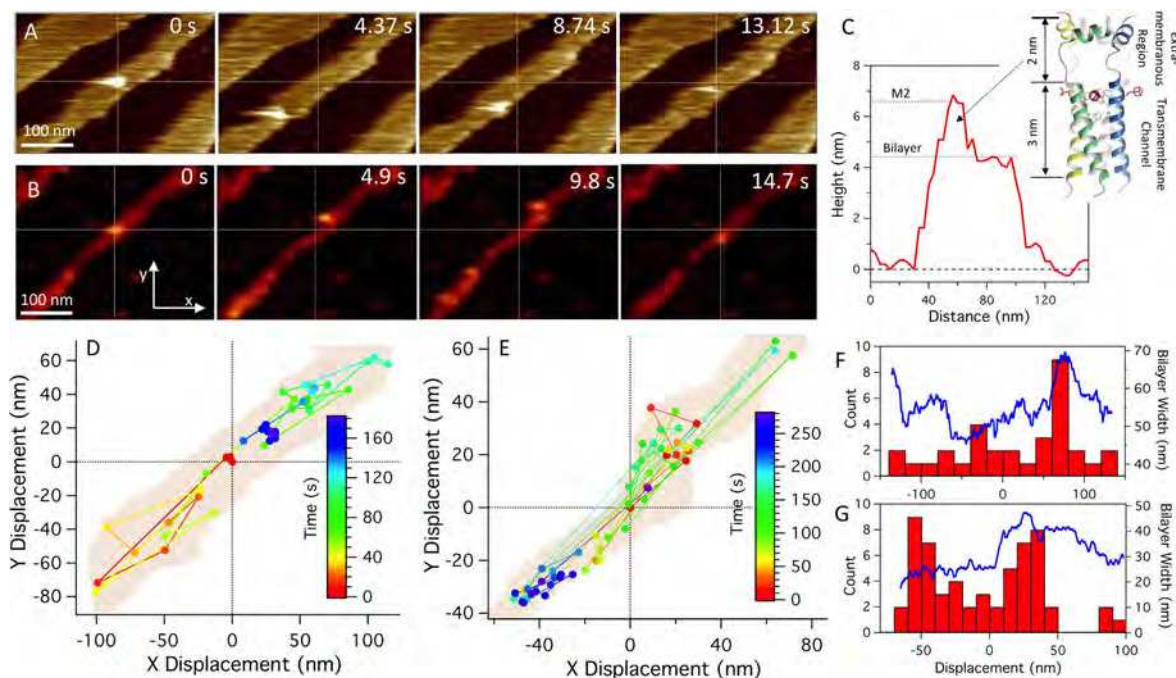 A
0 s
4.37 s
8.74 s
13.12 s
100 nm
B
0 s
4.9 s
9.8 s
14.7 s
y
x
100 nm
C
8
6
4
2
0
Height (nm)
M2
Bilayer
0
40
80
120
Distance (nm)
2 nm
3 nm
extra-
membranous
Region
Transmembrane
Channel
D
60
40
20
0
-20
-40
-60
-80
Y Displacement (nm)
-100
-50
0
50
100
X Displacement (nm)
Time (s)
160
120
80
40
0
E
60
40
20
0
-20
-40
Y Displacement (nm)
-40
-20
0
20
40
60
80
X Displacement (nm)
Time (s)
250
200
150
100
50
0
F
10
8
6
4
2
0
Count
-100
0
100
70
60
50
40
Bilayer Width
(nm)
G
10
8
6
4
2
0
Count
-50
0
50
100
Displacement (nm)
50
40
30
20
10
0
Bilayer Width
(nm)